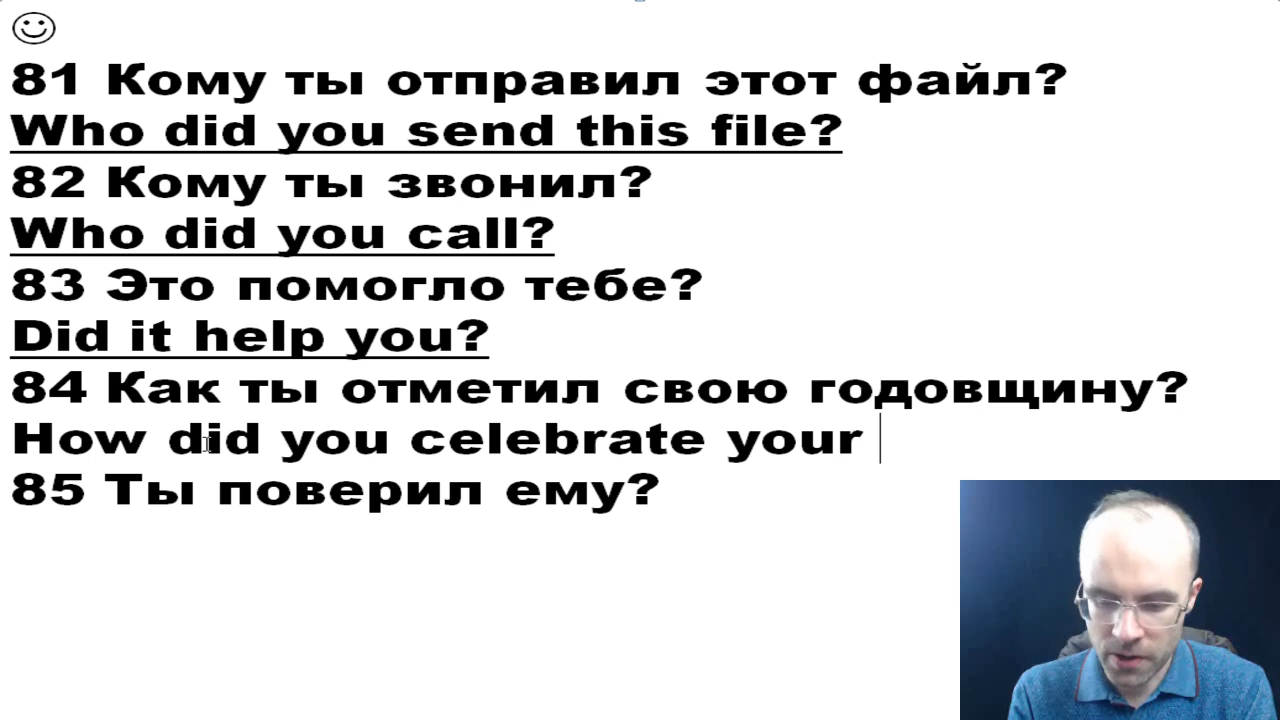 81 Кому ты отправил этот файл?
Who did you send this file?
82 Кому ты звонил?
Who did you call?
83 Это помогло тебе?
Did it help you?
84 Как ты отметил свою годовщину?
How did you celebrate your
85 Ты поверил ему?